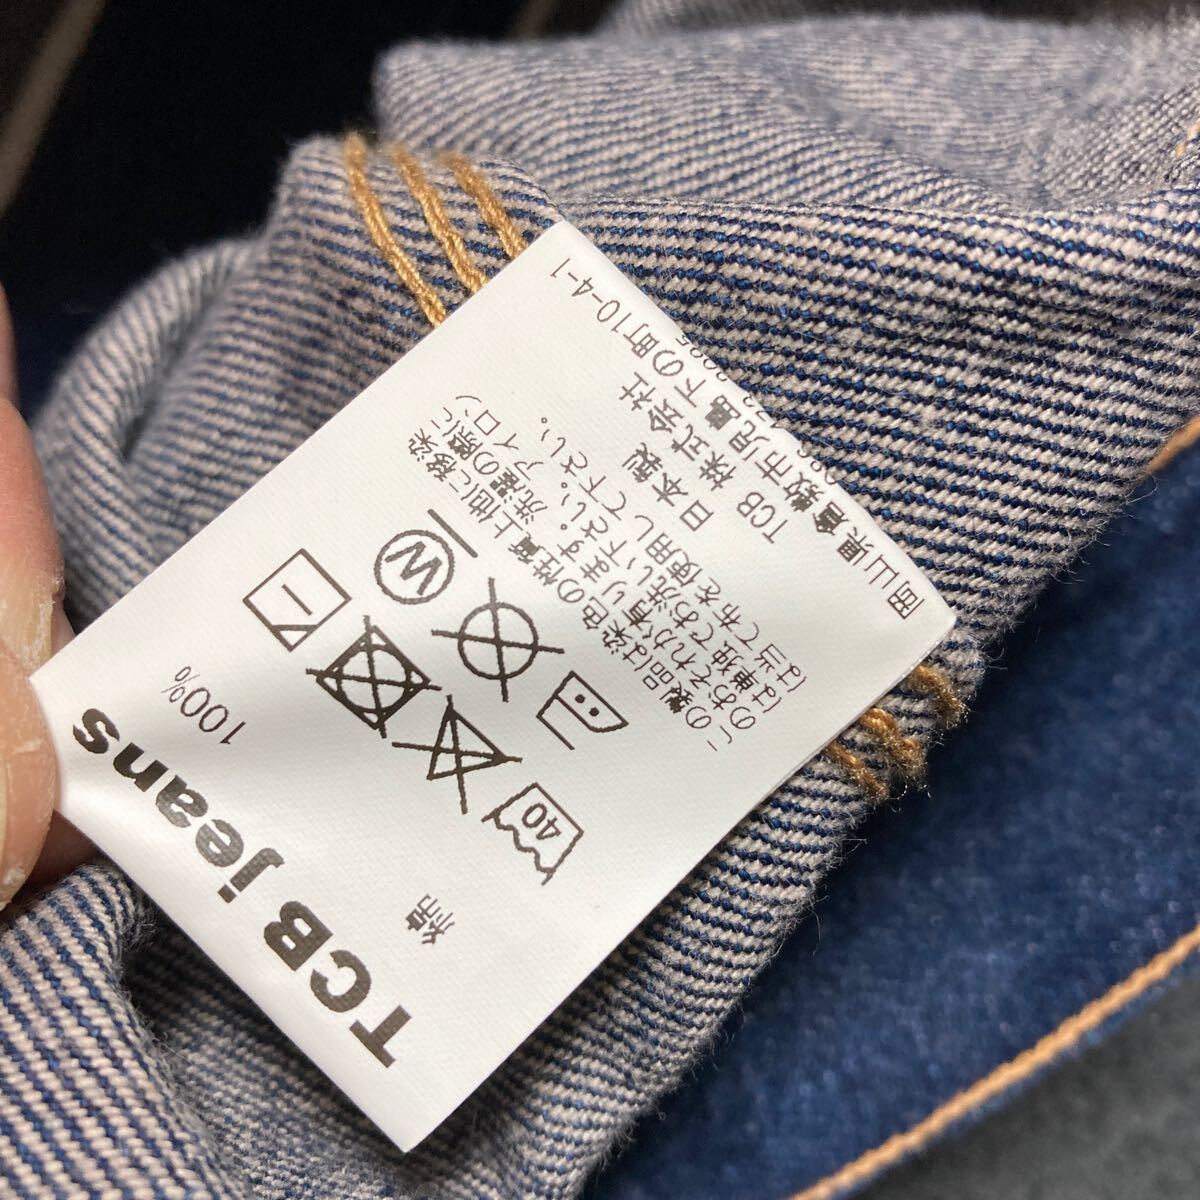 TCB jeans
綿 100%
40
W
この製品は染色の性質上他に移染
のおそれが有ります。洗濯の際に
は単独でお洗い下さい。アイロン
は当て布を使用して下さい。
日本製
TCB 株式会社
岡山県倉敷市児島下の町10-4-1